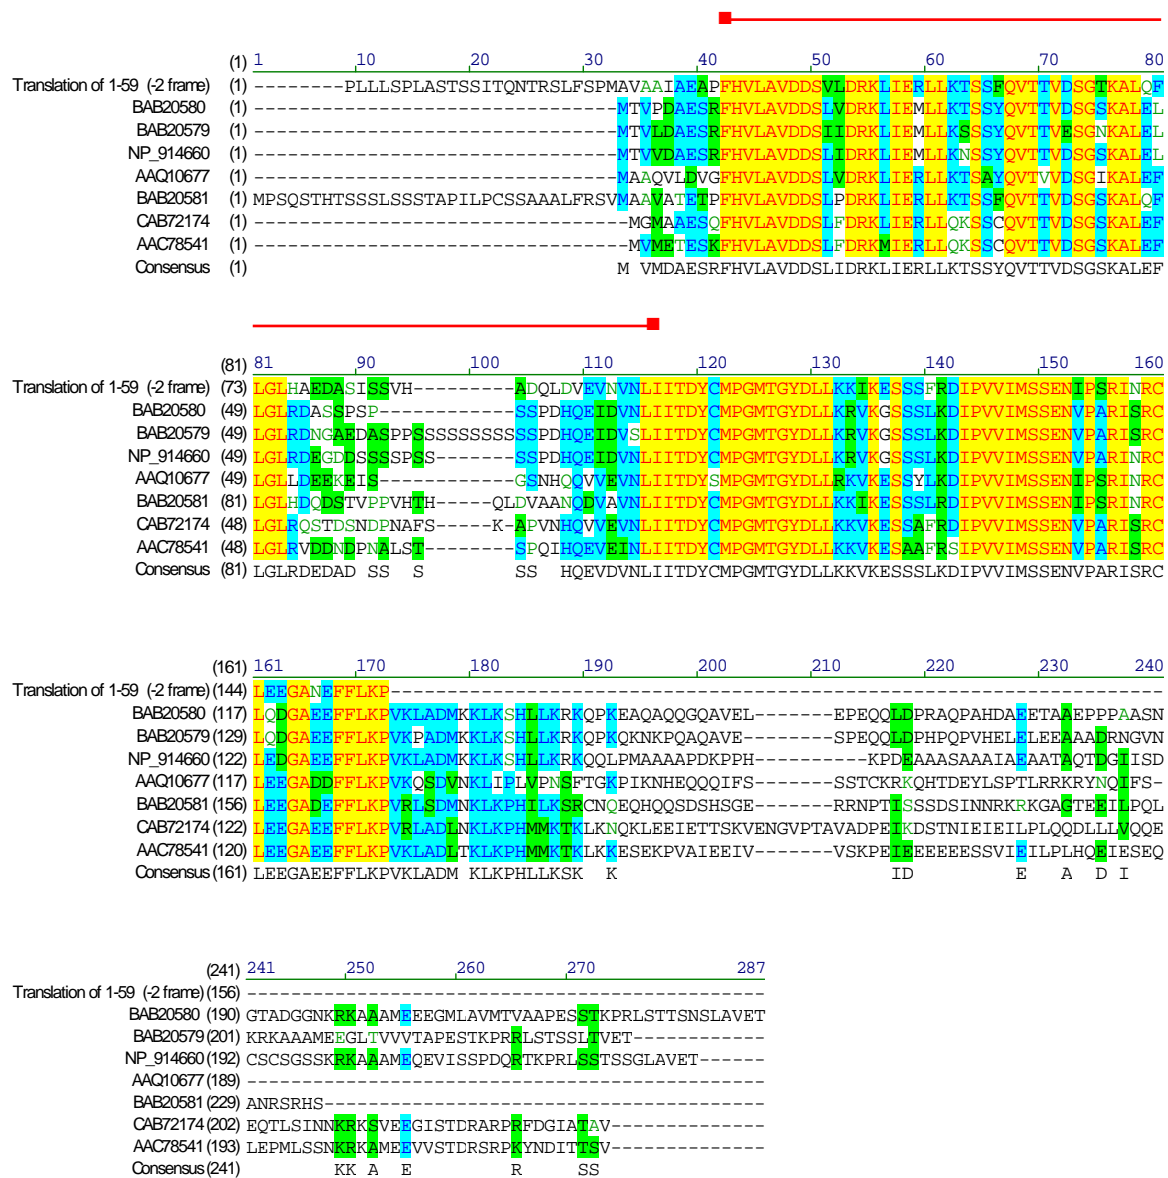 (1) 1 10 20 30 40 50 60 70 80
Translation of 1-59 (-2 frame) (1) --------PLLLSPLASTSSITQNTRSLFSPMAVAAIAEAPFHVLAVDDSVLDRKLIERLLKTSSFQVTTVDSGTKALQF
BAB20580 (1) --------------------------------MTVPDAESRFHVLAVDDSLVDRKLIEMLLKTSSYQVTTVDSGSKALEL
BAB20579 (1) --------------------------------MTVLDAESRFHVLAVDDSIIDRKLIEMLLKSSSYQVTTVESGNKALEL
NP_914660 (1) --------------------------------MTVVDAESRFHVLAVDDSLIDRKLIEMLLKNSSYQVTTVDSGSKALEL
AAQ10677 (1) --------------------------------MAAQVLDVGFHVLAVDDSLVDRKLIERLLKTSAYQVTTVVDSGIKALEF
BAB20581 (1) MPSQSTHTSSSLSSSTAPILPCSSAAALFRSVMAAVATETPFHVLAVDDSLPDRKLIERLLKTSSFQVTTVDSGSKALQF
CAB72174 (1) ---------------------------------MGMAAESQFHVLAVDDSLFDRKLIERLLQKSSCQVTTVDSGSKALEF
AAC78541 (1) ---------------------------------MVMETESKFHVLAVDDSLFDRKMIERLLQKSSCQVTTVDSGSKALEF
Consensus (1) M VMDAESRFHVLAVDDSLIDRKLIERLLKTSSYQVTTVDSGSKALEF
(81) 81 90 100 110 120 130 140 150 160
Translation of 1-59 (-2 frame) (73) LGLHAEDASISSVH---------ADQLDVEVNVNLIITDYCMPGMTGYDLLKKIKESSSFRDIPVVIMSSENIPSRINRC
BAB20580 (49) LGLRDASSPSP------------SSPDHQEIDVNLIITDYCMPGMTGYDLLKRVKGSSSLKDIPVVIMSSENVPARISRC
BAB20579 (49) LGLRDNGAEDASPPSSSSSSSSSSSPDHQEIDVSLIITDYCMPGMTGYDLLKRVKGSSSLKDIPVVIMSSENVPARISRC
NP_914660 (49) LGLRDEGDDSSSSPSS-------SSPDHQEIDVNLIITDYCMPGMTGYDLLKRVKGSSSLKDIPVVIMSSENVPARINRC
AAQ10677 (49) LGLLDEEKEIS------------GSNHQQVVEVNLIITDYSMPGMTGYDLLRKVKESSYLKDIPVVIMSSENVPSRINRC
BAB20581 (81) LGLHDQDSTVPPVHTH-----QLDVAANQDVAVNLIITDYCMPGMTGYDLLKKIKESSSLRDIPVVIMSSENIPSRINRC
CAB72174 (48) LGLRQSTDSNDPNAFS-----K-APVNHQVVEVNLIITDYCMPGMTGYDLLKKVKESSAFRDIPVVIMSSENVPARISRC
AAC78541 (48) LGLRVDDNDPNALST--------SPQIHQEVEINLIITDYCMPGMTGYDLLKKVKESAAFRSIPVVIMSSENVPARISRC
Consensus (81) LGLRDEDAD SS S SS HQEVDVNLIITDYCMPGMTGYDLLKKVKESSSLKDIPVVIMSSENVPARISRC
(161) 161 170 180 190 200 210 220 230 240
Translation of 1-59 (-2 frame) (144) LEEGANEFFLKP--------------------------------------------------------------------
BAB20580 (117) LQDGAEEFFLKPVKLADMKKLKSHLLKRKQPKEAQAQQGQAVEL-------EPEQQLDPRAQPAHDAEETAAEPPPAASN
BAB20579 (129) LQDGAEEFFLKPVKPADMKKLKSHLLKRKQPKQKNKPQAQAVE--------SPEQQLDPHPQPVHELELEEAAADRNGVN
NP_914660 (122) LEDGAEEFFLKPVKLADMKKLKSHLLKRKQQLPMAAAAPDKPPH----------KPDEAAASAAAIAEAATAQTDGIISD
AAQ10677 (117) LEEGADDFFLKPVKQSDVNKLIPLVPNSFTGKPIKNHEQQQIFS-------SSTCKRKQHTDEYLSPTLRRKRYNQIFS-
BAB20581 (156) LEEGADEFFLKPVRLSDMNKLKPHILKSRCNQEQHQQSDSHSGE-------RRNPTISSSDSINNRKRKGAGTEEILPQL
CAB72174 (122) LEEGAEEFFLKPVRLADLNKLKPHMMKTKLKNQKLEEIETTSKVENGVPTAVADPEIKDSTNIEIEILPLQQDLLLVQQE
AAC78541 (120) LEEGAEEFFLKPVKLADLTKLKPHMMKTKLKKESEKPVAIEEIV-------VSKPEIEEEEEESSVIEILPLHQEIESEQ
Consensus (161) LEEGAEEFFLKPVKLADM KLKPHLLKSK K ID E A D I
(241) 241 250 260 270 287
Translation of 1-59 (-2 frame) (156) -----------------------------------------------
BAB20580 (190) GTADGGNKRKAAAMEEEGMLAVMTVAAPESSTKPRLSTTSNSLAVET
BAB20579 (201) KRKAAAMEEGLTVVVTAPESTKPRRLSTSSLTVET------------
NP_914660 (192) CSCSGSSKRKAAAMEQEVISSPDQRTKPRLSSTSSGLAVET------
AAQ10677 (189) -----------------------------------------------
BAB20581 (229) ANRSRHS----------------------------------------
CAB72174 (202) EQTLSINNKRKSVEEGISTDRARPRFDGIATAV--------------
AAC78541 (193) LEPMLSSNKRKAMEEVVSTDRSRPKYNDITTSV--------------
Consensus (241) KK A E R SS